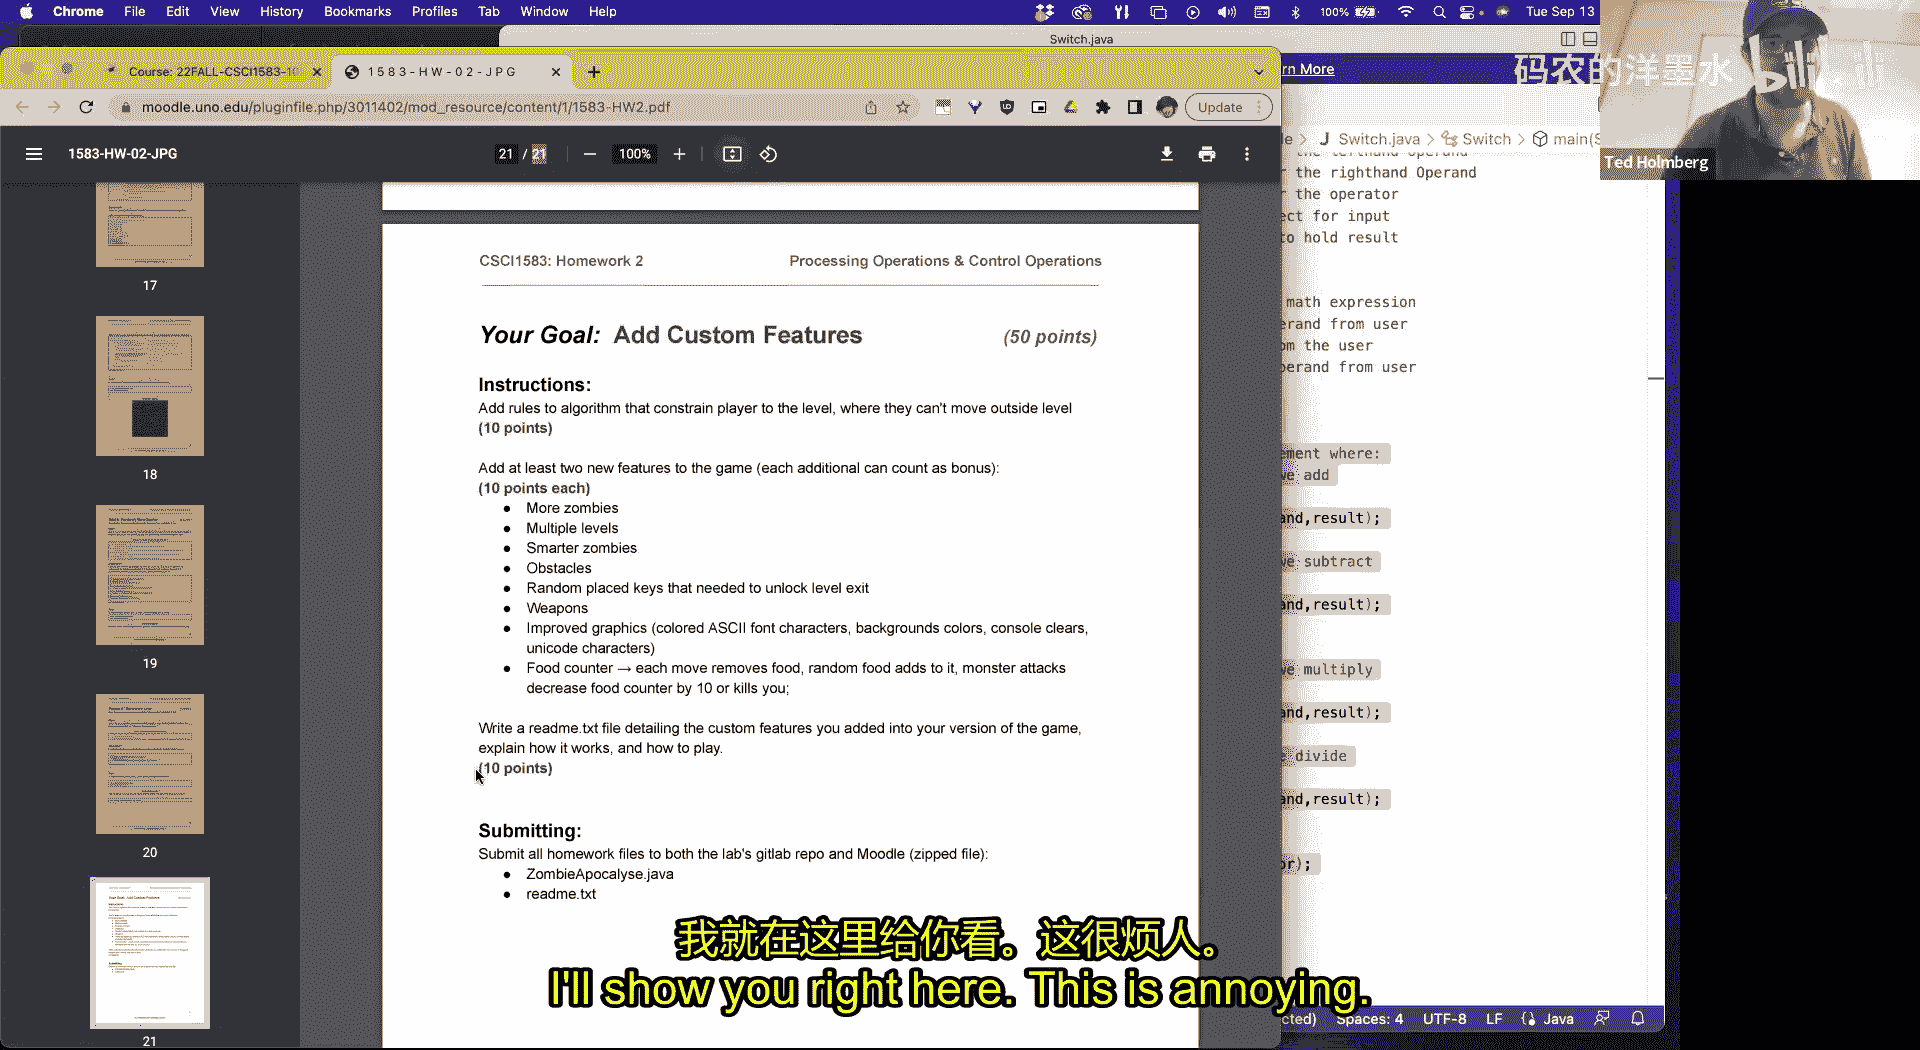 Chrome File Edit View History Bookmarks Profiles Tab Window Help 100% Tue Sep 13
Switch.java
Course: 22FALL-CSCI1583-10
1583-HW-02-JPG
rn More
码农的洋墨水 bilibili
moodle.uno.edu/pluginfile.php/3011402/mod_resource/content/1/1583-HW2.pdf
Update
1583-HW-02-JPG
21 / 21
100%
Switch.java > Switch > main(S
Ted Holmberg
the righthand Operand
the operator
ect for input
to hold result
math expression
erand from user
om the user
perand from user
ement where:
we add
and,result);
we subtract
and,result);
we multiply
and,result);
e divide
and,result);
or);
17
18
19
20
21
CSCI1583: Homework 2 Processing Operations & Control Operations
Your Goal: Add Custom Features (50 points)
Instructions:
Add rules to algorithm that constrain player to the level, where they can't move outside level
(10 points)
Add at least two new features to the game (each additional can count as bonus):
(10 points each)
● More zombies
● Multiple levels
● Smarter zombies
● Obstacles
● Random placed keys that needed to unlock level exit
● Weapons
● Improved graphics (colored ASCII font characters, backgrounds colors, console clears,
unicode characters)
● Food counter → each move removes food, random food adds to it, monster attacks
decrease food counter by 10 or kills you;
Write a readme.txt file detailing the custom features you added into your version of the game,
explain how it works, and how to play.
(10 points)
Submitting:
Submit all homework files to both the lab's gitlab repo and Moodle (zipped file):
● ZombieApocalyse.java
● readme.txt
我就在这里给你看。这很烦人。
I'll show you right here. This is annoying.
cted) Spaces: 4 UTF-8 LF {} Java